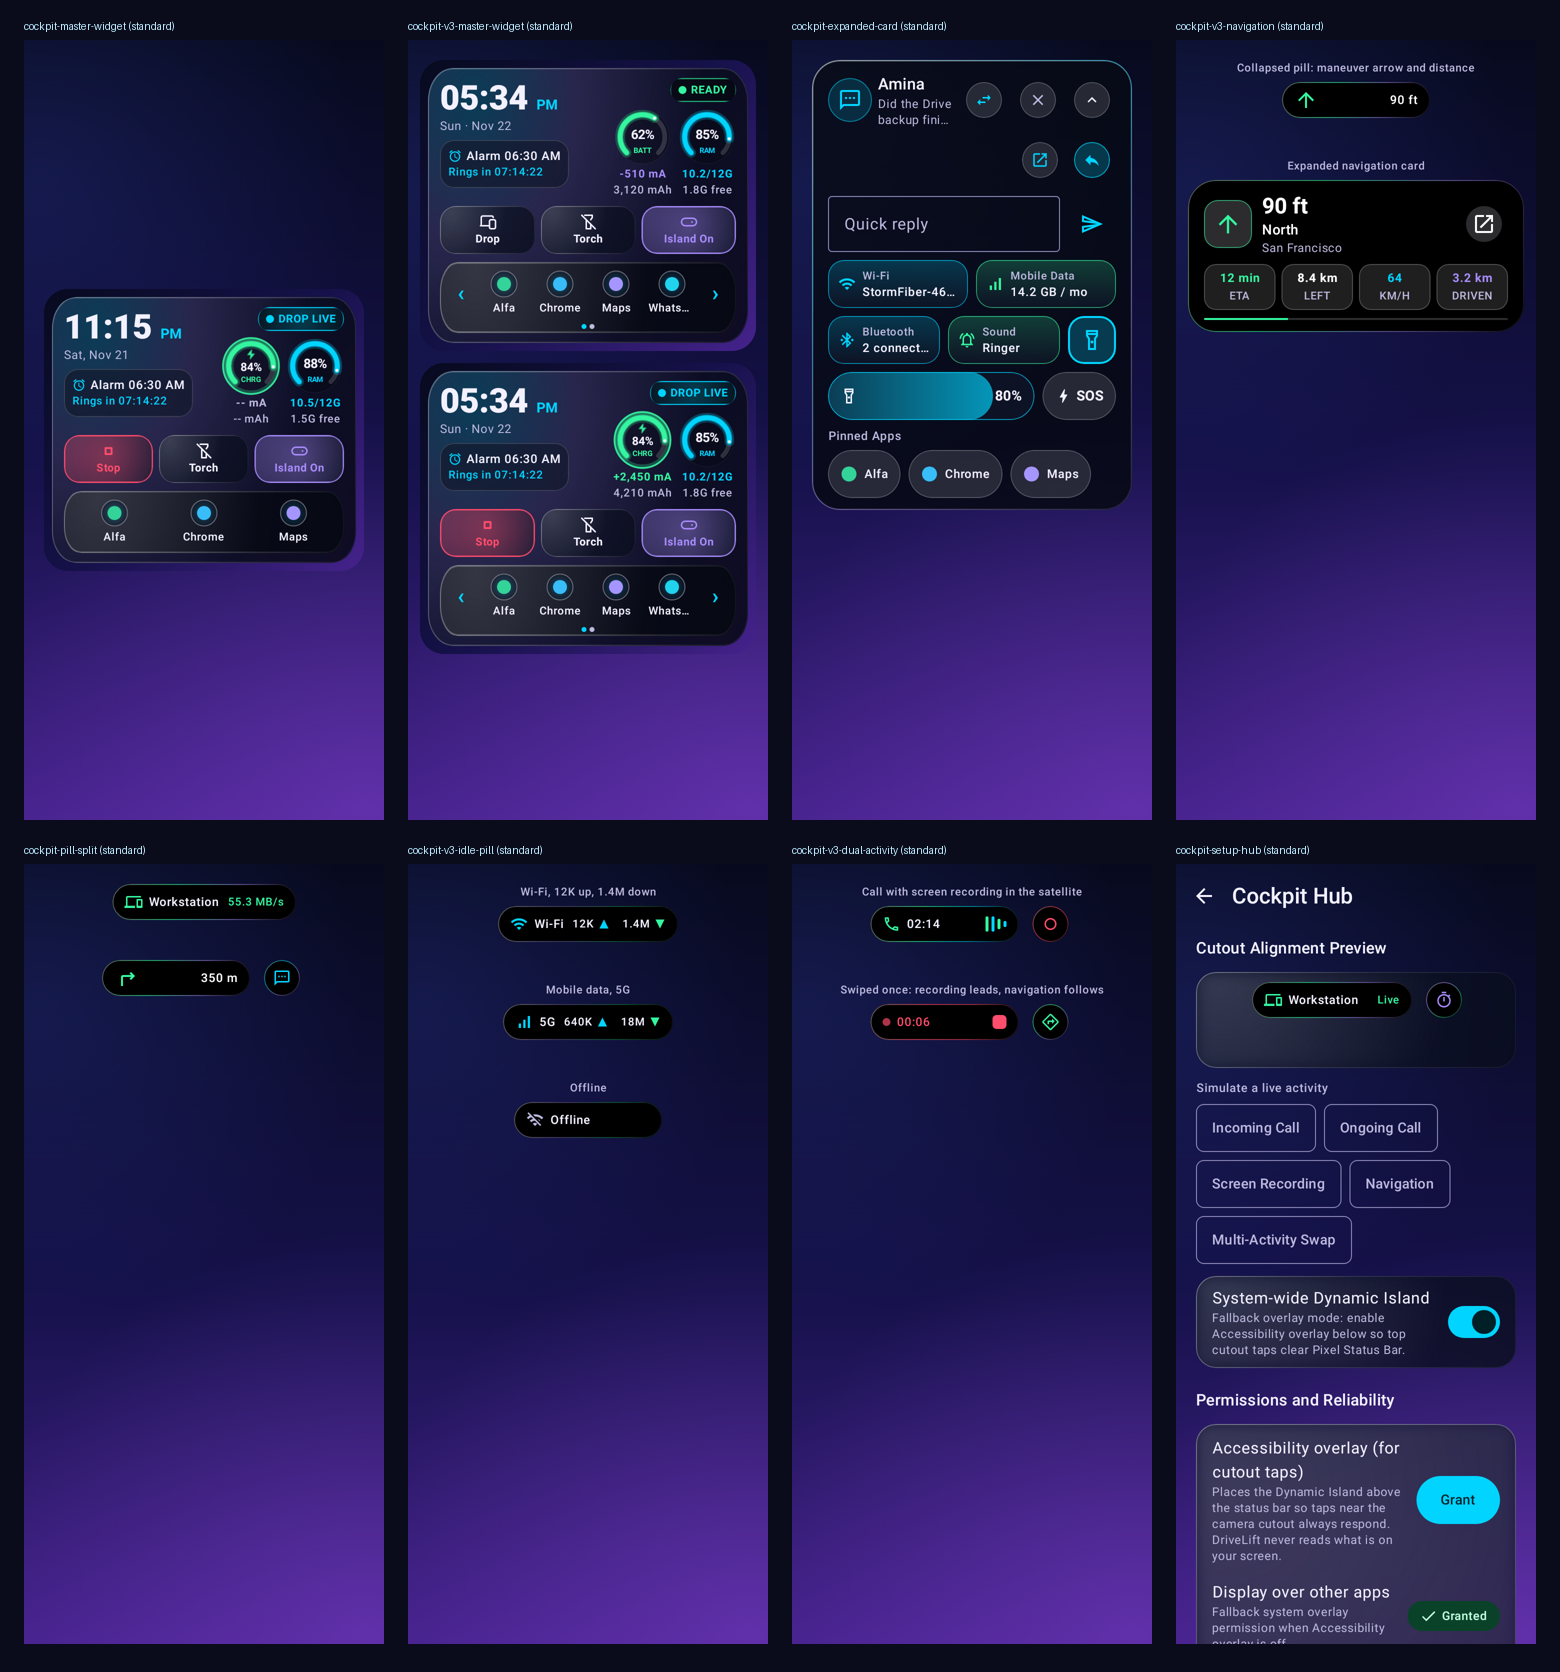 cockpit-master-widget (standard)
11:15 PM
DROP LIVE
Sat, Nov 21
84%
CHRG
88%
RAM
Alarm 06:30 AM
Rings in 07:14:22
-- mA
10.5/12G
-- mAh
1.5G free
Stop
Torch
Island On
Alfa
Chrome
Maps
cockpit-v3-master-widget (standard)
05:34 PM
READY
Sun · Nov 22
62%
BATT
85%
RAM
Alarm 06:30 AM
Rings in 07:14:22
-510 mA
10.2/12G
3,120 mAh
1.8G free
Drop
Torch
Island On
Alfa
Chrome
Maps
Whats...
05:34 PM
DROP LIVE
Sun · Nov 22
84%
CHRG
85%
RAM
Alarm 06:30 AM
Rings in 07:14:22
+2,450 mA
10.2/12G
4,210 mAh
1.8G free
Stop
Torch
Island On
Alfa
Chrome
Maps
Whats...
cockpit-expanded-card (standard)
Amina
Did the Drive
backup fini...
Quick reply
Wi-Fi
StormFiber-46...
Mobile Data
14.2 GB / mo
Bluetooth
2 connect...
Sound
Ringer
80%
SOS
Pinned Apps
Alfa
Chrome
Maps
cockpit-v3-navigation (standard)
Collapsed pill: maneuver arrow and distance
90 ft
Expanded navigation card
90 ft
North
San Francisco
12 min
ETA
8.4 km
LEFT
64
KM/H
3.2 km
DRIVEN
cockpit-pill-split (standard)
Workstation 55.3 MB/s
350 m
cockpit-v3-idle-pill (standard)
Wi-Fi, 12K up, 1.4M down
Wi-Fi 12K ▲ 1.4M ▼
Mobile data, 5G
5G 640K ▲ 18M ▼
Offline
Offline
cockpit-v3-dual-activity (standard)
Call with screen recording in the satellite
02:14
Swiped once: recording leads, navigation follows
00:06
cockpit-setup-hub (standard)
Cockpit Hub
Cutout Alignment Preview
Workstation Live
Simulate a live activity
Incoming Call
Ongoing Call
Screen Recording
Navigation
Multi-Activity Swap
System-wide Dynamic Island
Fallback overlay mode: enable
Accessibility overlay below so top
cutout taps clear Pixel Status Bar.
Permissions and Reliability
Accessibility overlay (for
cutout taps)
Places the Dynamic Island above
the status bar so taps near the
camera cutout always respond.
DriveLift never reads what is on
your screen.
Grant
Display over other apps
Fallback system overlay
permission when Accessibility
overlay is off
Granted